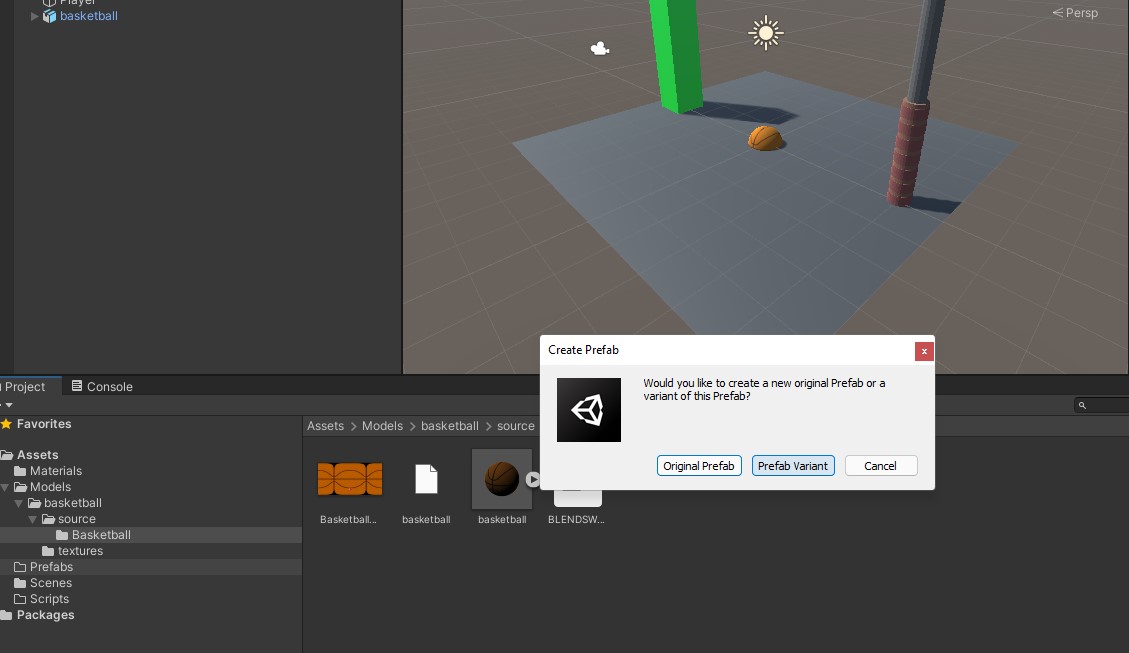 Player
basketball
Persp
Create Prefab
x
Would you like to create a new original Prefab or a
variant of this Prefab?
Original Prefab
Prefab Variant
Cancel
Project
Console
Favorites
Assets
Materials
Models
basketball
source
Basketball
textures
Prefabs
Scenes
Scripts
Packages
Assets > Models > basketball > source
Basketball...
basketball
basketball
BLENDSW...